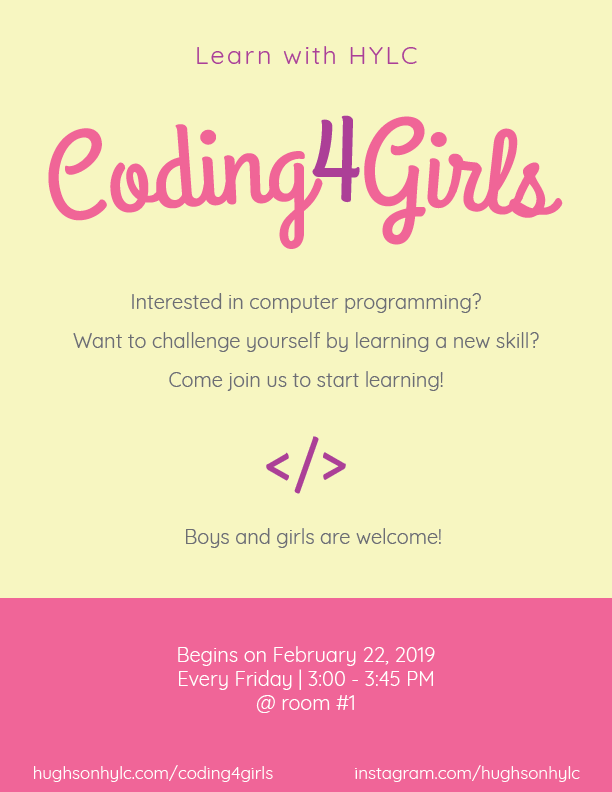 Learn with HYLC
Coding4Girls
Interested in computer programming?
Want to challenge yourself by learning a new skill?
Come join us to start learning!
</>
Boys and girls are welcome!
Begins on February 22, 2019
Every Friday | 3:00 - 3:45 PM
@ room #1
hughsonhylc.com/coding4girls
instagram.com/hughsonhylc